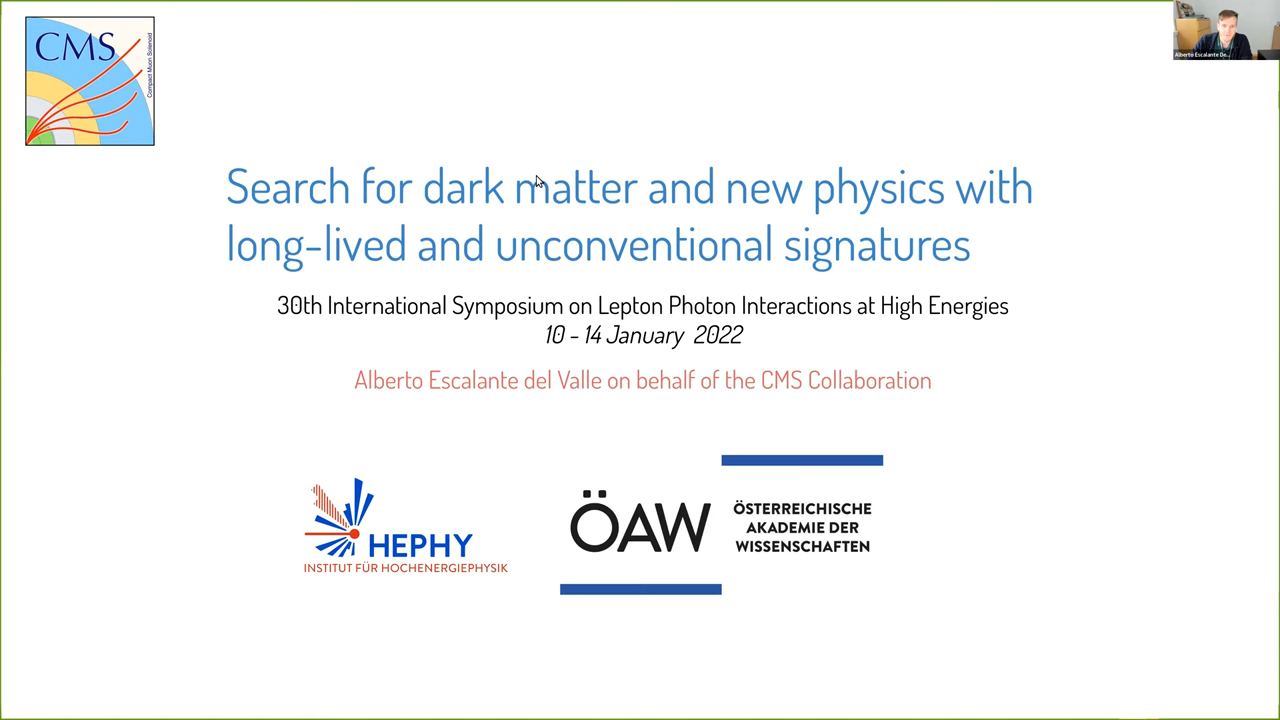 CMS
Compact Muon Solenoid
Alberto Escalante De...
Search for dark matter and new physics with
long-lived and unconventional signatures
30th International Symposium on Lepton Photon Interactions at High Energies
10 - 14 January 2022
Alberto Escalante del Valle on behalf of the CMS Collaboration
HEPHY
INSTITUT FÜR HOCHENERGIEPHYSIK
ÖAW
ÖSTERREICHISCHE
AKADEMIE DER
WISSENSCHAFTEN